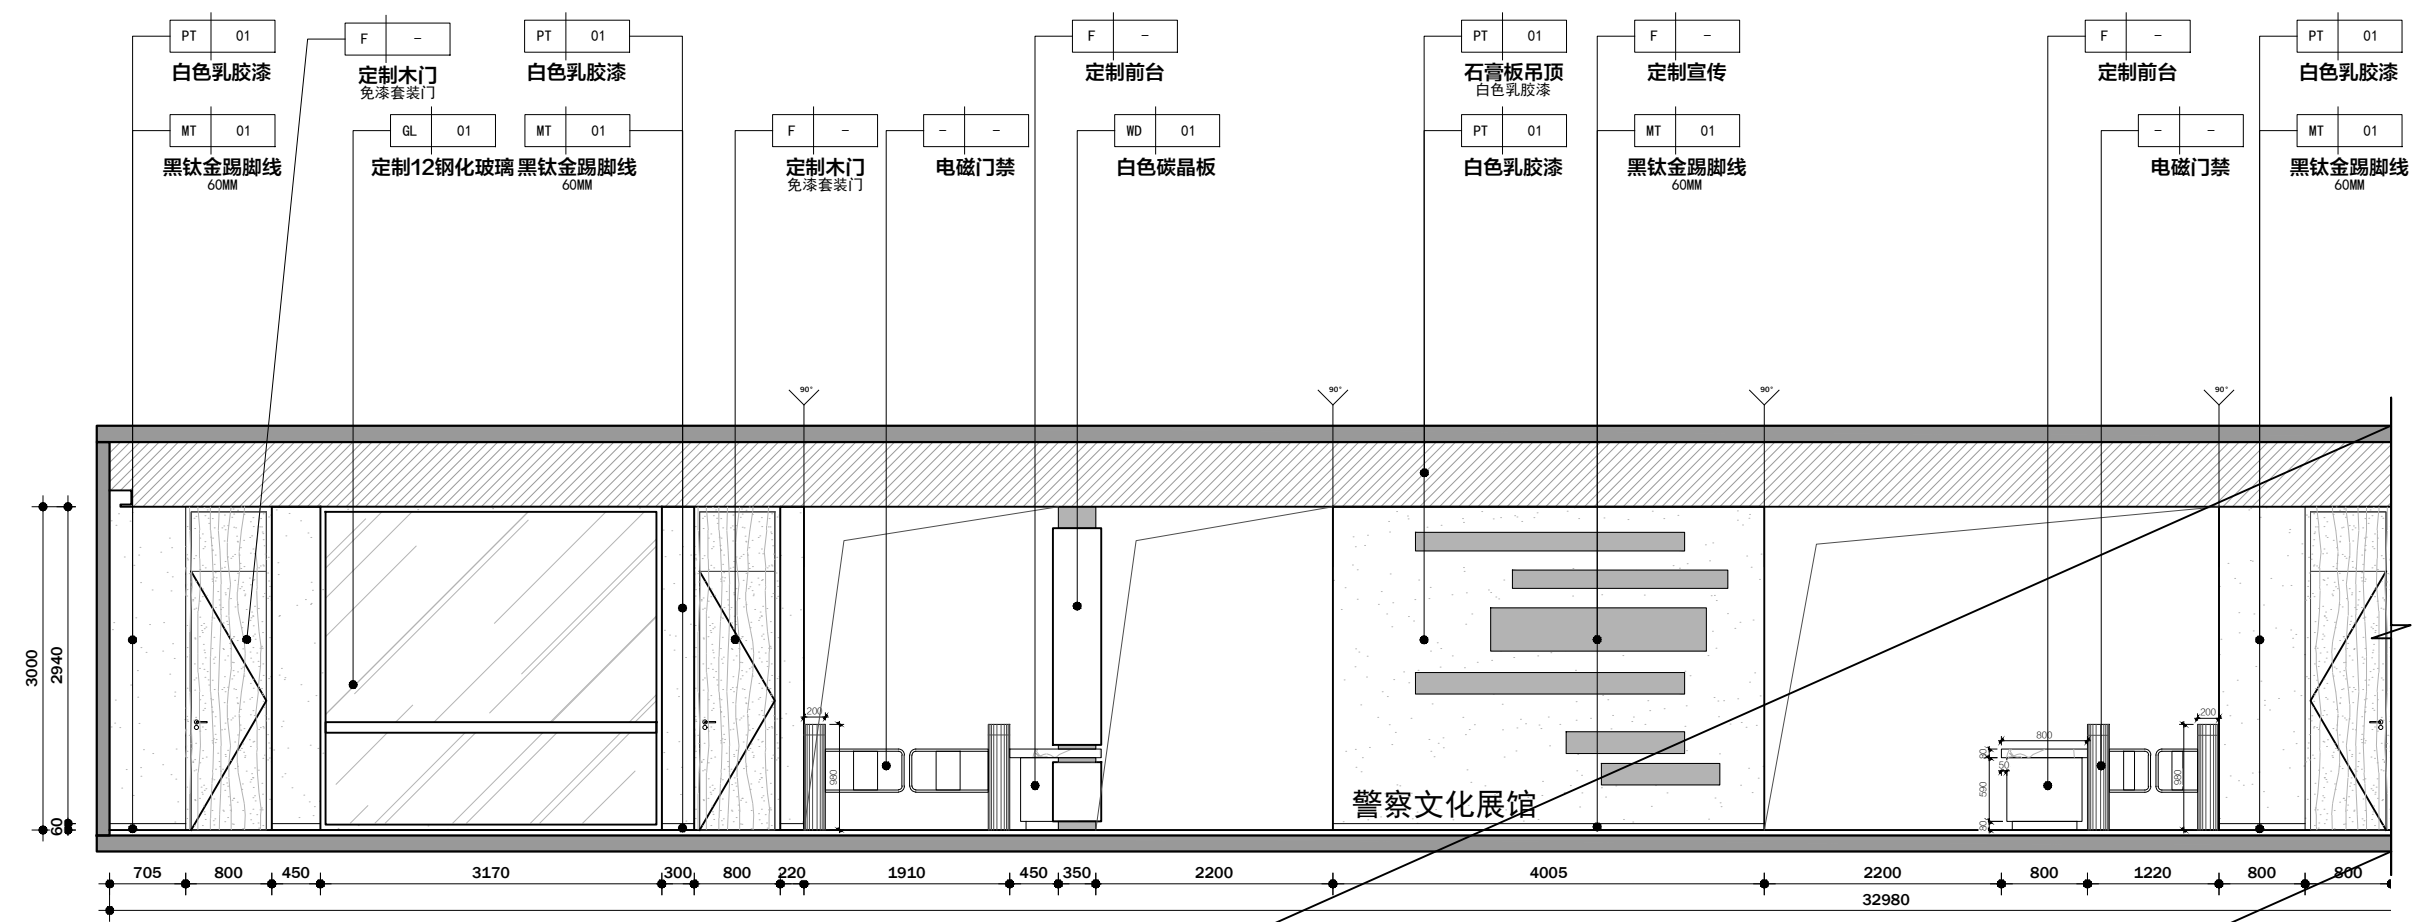 PT 01
白色乳胶漆
F -
定制木门
免漆套装门
PT 01
白色乳胶漆
F -
定制前台
PT 01
石膏板吊顶
白色乳胶漆
F -
定制宣传
F -
定制前台
PT 01
白色乳胶漆
MT 01
黑钛金踢脚线
60MM
GL 01
定制12钢化玻璃
MT 01
黑钛金踢脚线
60MM
F -
定制木门
免漆套装门
- -
电磁门禁
WD 01
白色碳晶板
PT 01
白色乳胶漆
MT 01
黑钛金踢脚线
60MM
- -
电磁门禁
MT 01
黑钛金踢脚线
60MM
90°
90°
90°
90°
3000
2940
60
200
980
800
80
590
80
200
980
警察文化展馆
705 800 450 3170 300 800 220 1910 450 350 2200 4005 2200 800 1220 800 800
32980